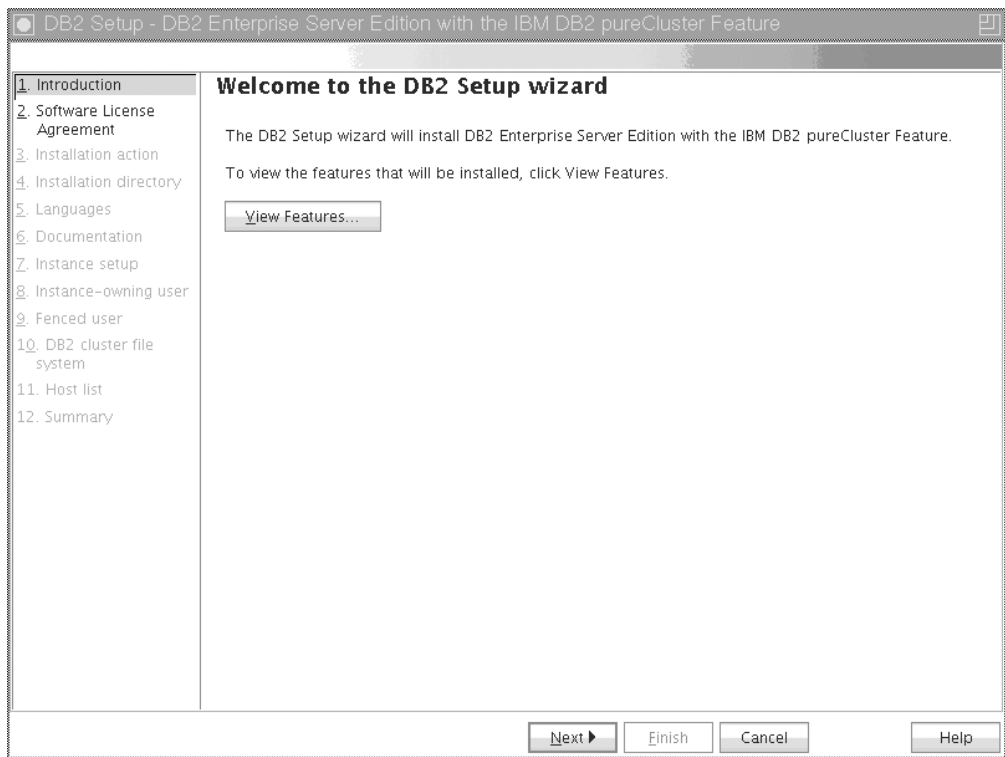 DB2 Setup - DB2 Enterprise Server Edition with the IBM DB2 pureCluster Feature
1. Introduction
2. Software License
Agreement
3. Installation action
4. Installation directory
5. Languages
6. Documentation
7. Instance setup
8. Instance-owning user
9. Fenced user
10. DB2 cluster file
system
11. Host list
12. Summary
Welcome to the DB2 Setup wizard
The DB2 Setup wizard will install DB2 Enterprise Server Edition with the IBM DB2 pureCluster Feature.
To view the features that will be installed, click View Features.
View Features...
Next
Finish
Cancel
Help